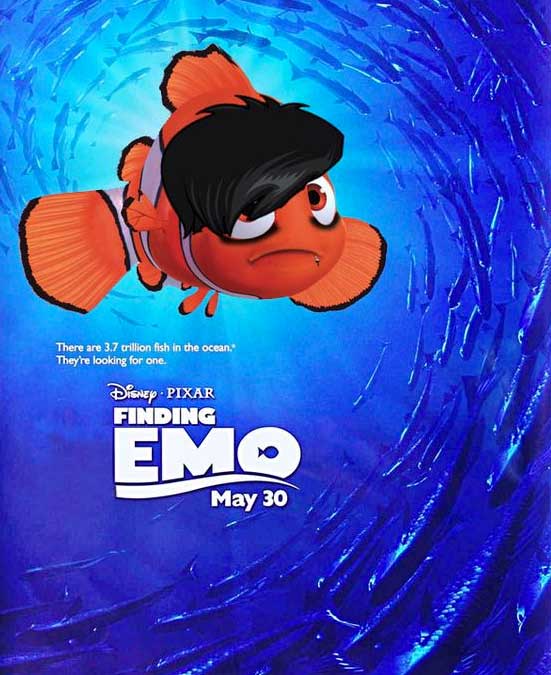 There are 3.7 trillion fish in the ocean.*
They're looking for one.
Disney · PIXAR
FINDING
EMO
May 30